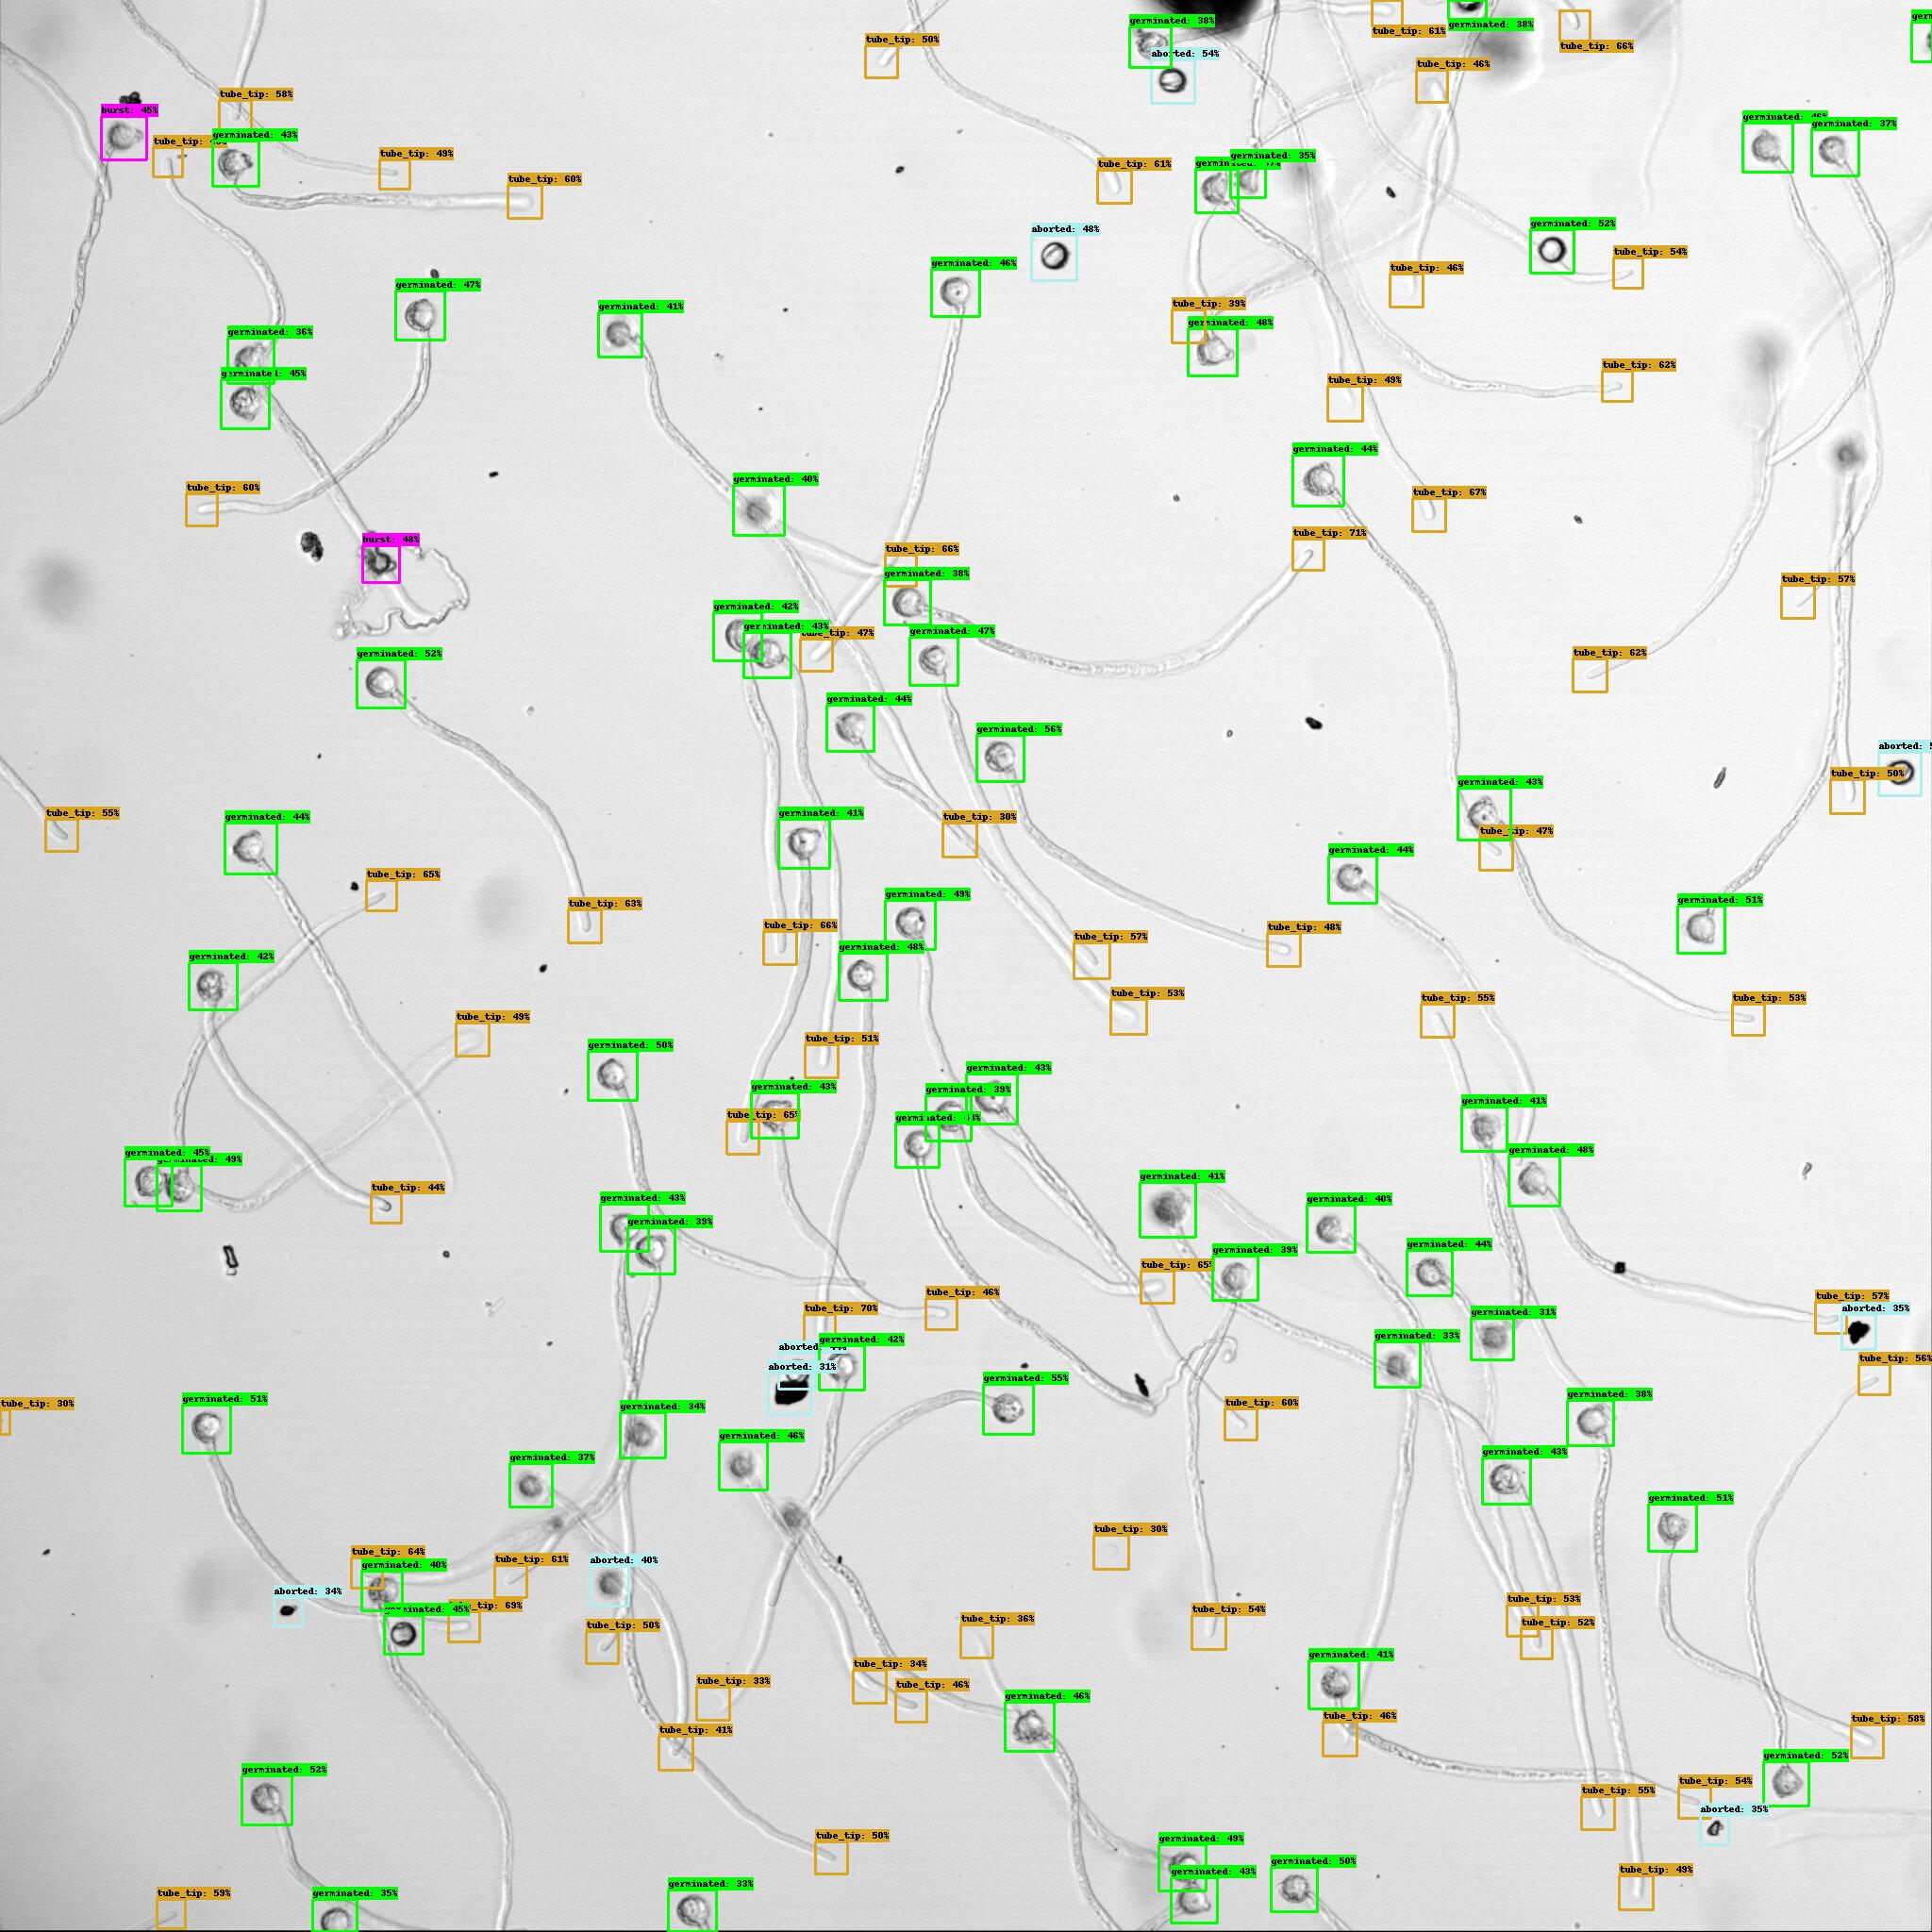 germinated: 38%
tube_tip: 61%
germinated: 38%
tube_tip: 66%
tube_tip: 50%
aborted: 54%
tube_tip: 46%
tube_tip: 58%
burst: 45%
germinated: 43%
germinated: 37%
tube_tip: 49%
tube_tip: 60%
tube_tip: 61%
germinated: 35%
aborted: 48%
germinated: 52%
tube_tip: 54%
germinated: 46%
tube_tip: 46%
germinated: 47%
germinated: 41%
tube_tip: 39%
germinated: 48%
germinated: 36%
germinated: 45%
tube_tip: 62%
tube_tip: 49%
germinated: 44%
germinated: 40%
tube_tip: 60%
tube_tip: 67%
tube_tip: 71%
burst: 48%
tube_tip: 66%
germinated: 38%
tube_tip: 57%
germinated: 42%
germinated: 43%
tube_tip: 47%
germinated: 47%
germinated: 52%
tube_tip: 62%
germinated: 44%
germinated: 56%
aborted:
tube_tip: 50%
germinated: 43%
tube_tip: 55%
germinated: 44%
germinated: 41%
tube_tip: 30%
tube_tip: 47%
germinated: 44%
tube_tip: 65%
germinated: 49%
germinated: 51%
tube_tip: 63%
tube_tip: 66%
tube_tip: 48%
tube_tip: 57%
germinated: 48%
germinated: 42%
tube_tip: 53%
tube_tip: 55%
tube_tip: 53%
tube_tip: 49%
tube_tip: 51%
germinated: 50%
germinated: 43%
germinated: 43%
germinated: 39%
tube_tip: 65%
germinated: 41%
germinated: 45%
germinated: 49%
germinated: 48%
germinated: 41%
tube_tip: 44%
germinated: 43%
germinated: 39%
germinated: 40%
germinated: 44%
germinated: 39%
tube_tip: 65%
tube_tip: 46%
tube_tip: 57%
tube_tip: 70%
aborted: 35%
germinated: 31%
germinated: 42%
germinated: 33%
aborted: 31%
tube_tip: 56%
germinated: 55%
germinated: 51%
tube_tip: 30%
tube_tip: 60%
germinated: 38%
germinated: 34%
germinated: 46%
germinated: 43%
germinated: 37%
germinated: 51%
tube_tip: 30%
tube_tip: 64%
germinated: 40%
tube_tip: 61%
aborted: 40%
aborted: 34%
germinated: 45%
tube_tip: 69%
tube_tip: 53%
tube_tip: 54%
tube_tip: 36%
tube_tip: 50%
tube_tip: 52%
germinated: 41%
tube_tip: 34%
tube_tip: 33%
tube_tip: 46%
germinated: 46%
tube_tip: 46%
tube_tip: 58%
tube_tip: 41%
germinated: 52%
germinated: 52%
tube_tip: 54%
tube_tip: 55%
aborted: 35%
tube_tip: 50%
germinated: 49%
germinated: 43%
germinated: 50%
tube_tip: 49%
germinated: 33%
tube_tip: 59%
germinated: 35%